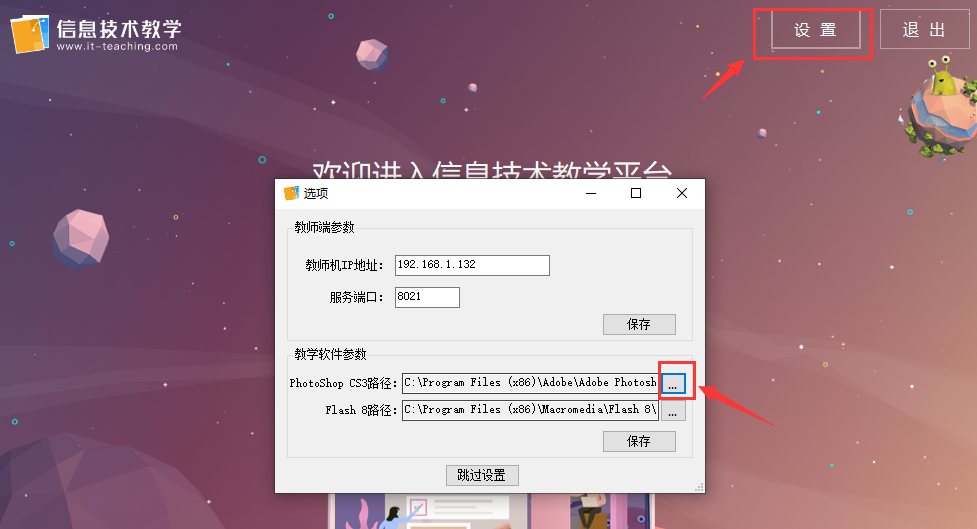 信息技术教学
www.it-teaching.com
设 置
退 出
欢迎进入信息技术教学平台
选项
教师端参数
教师机IP地址： 192.168.1.132
服务端口： 8021
保存
教学软件参数
PhotoShop CS3路径： C:\Program Files (x86)\Adobe\Adobe Photosh ...
Flash 8路径： C:\Program Files (x86)\Macromedia\Flash 8\ ...
保存
跳过设置